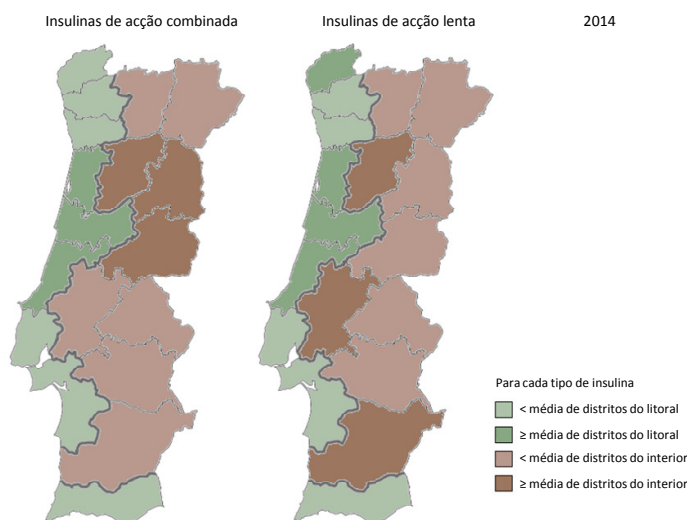 Insulinas de acção combinada
Insulinas de acção lenta
2014
Para cada tipo de insulina
< média de distritos do litoral
≥ média de distritos do litoral
< média de distritos do interior
≥ média de distritos do interior